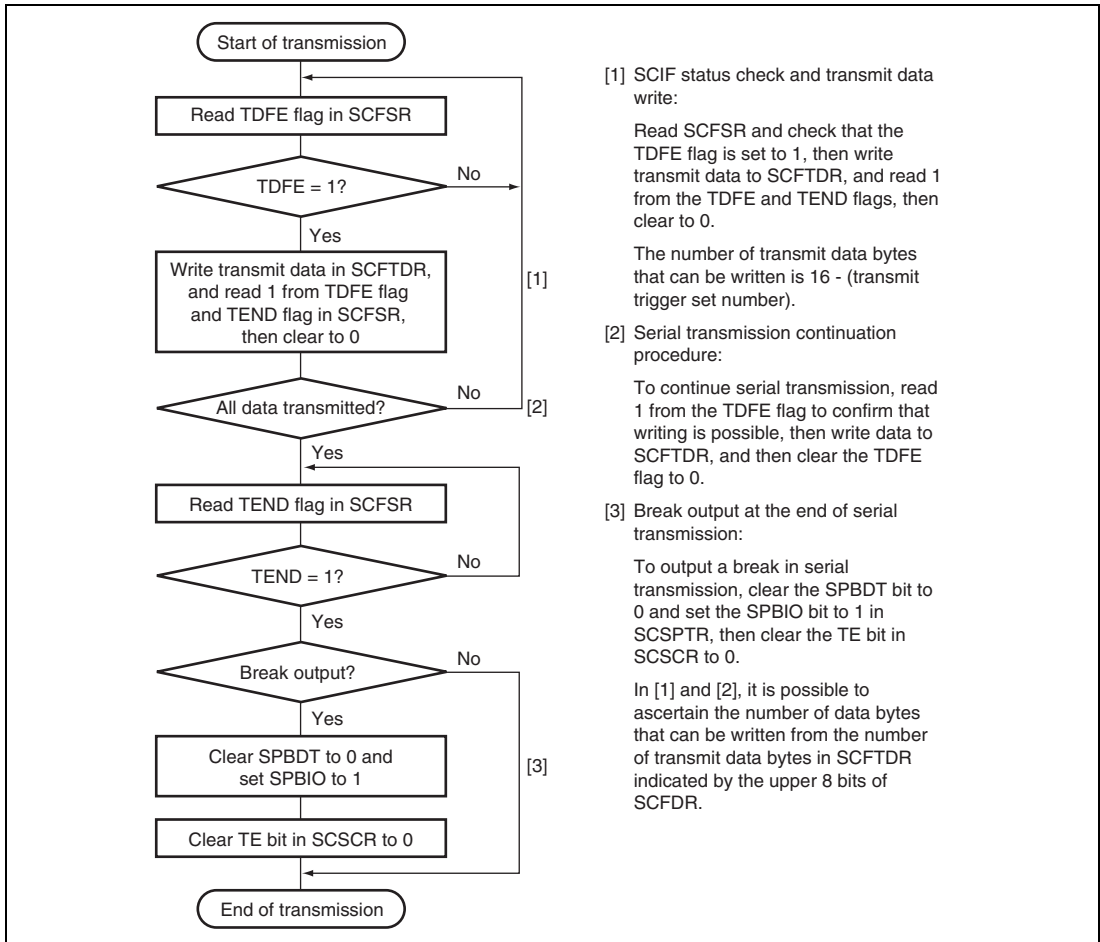 Start of transmission
Read TDFE flag in SCFSR
TDFE = 1?
No
Yes
Write transmit data in SCFTDR,
and read 1 from TDFE flag
and TEND flag in SCFSR,
then clear to 0
[1]
All data transmitted?
No
[2]
Yes
Read TEND flag in SCFSR
TEND = 1?
No
Yes
Break output?
No
Yes
Clear SPBDT to 0 and
set SPBIO to 1
[3]
Clear TE bit in SCSCR to 0
End of transmission
[1] SCIF status check and transmit data
write:
Read SCFSR and check that the
TDFE flag is set to 1, then write
transmit data to SCFTDR, and read 1
from the TDFE and TEND flags, then
clear to 0.
The number of transmit data bytes
that can be written is 16 - (transmit
trigger set number).
[2] Serial transmission continuation
procedure:
To continue serial transmission, read
1 from the TDFE flag to confirm that
writing is possible, then write data to
SCFTDR, and then clear the TDFE
flag to 0.
[3] Break output at the end of serial
transmission:
To output a break in serial
transmission, clear the SPBDT bit to
0 and set the SPBIO bit to 1 in
SCSPTR, then clear the TE bit in
SCSCR to 0.
In [1] and [2], it is possible to
ascertain the number of data bytes
that can be written from the number
of transmit data bytes in SCFTDR
indicated by the upper 8 bits of
SCFDR.